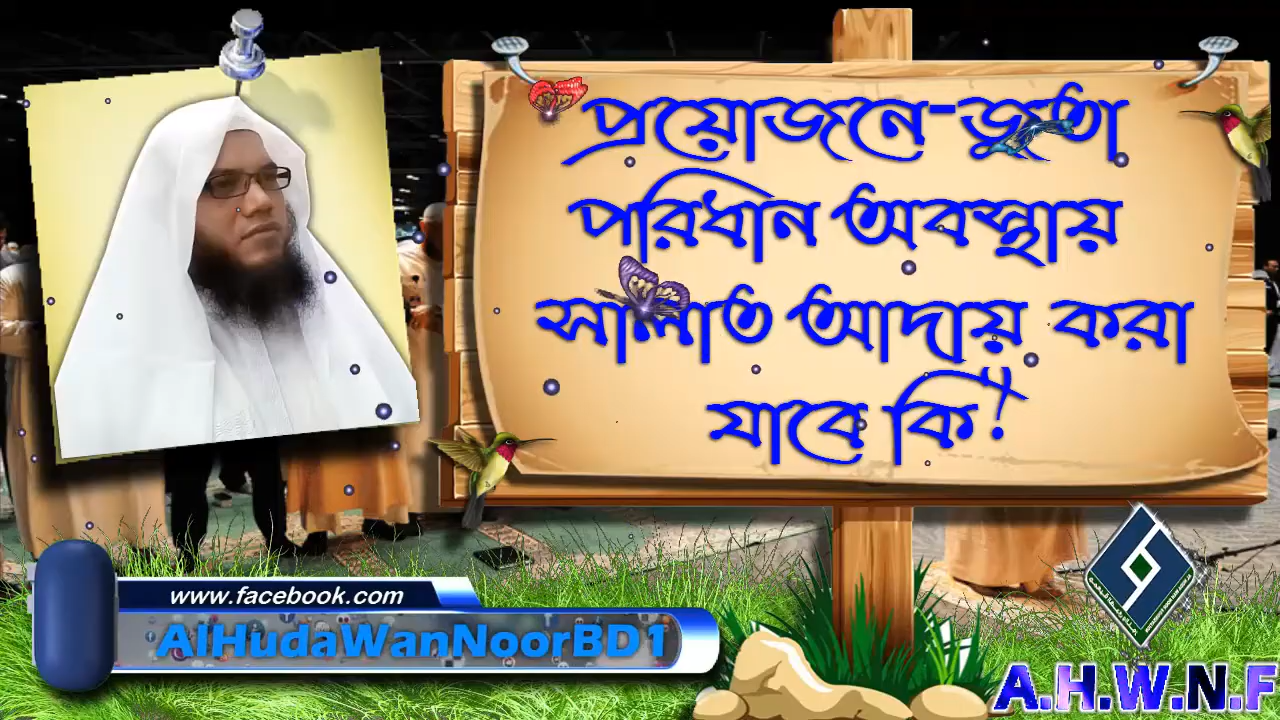 প্রয়োজনে-জুতা
পরিধান অবস্থায়
সালাত আদায় করা
যাবে কি!
www.facebook.com
AlHudaWanNoorBD1
A.H.W.N.F